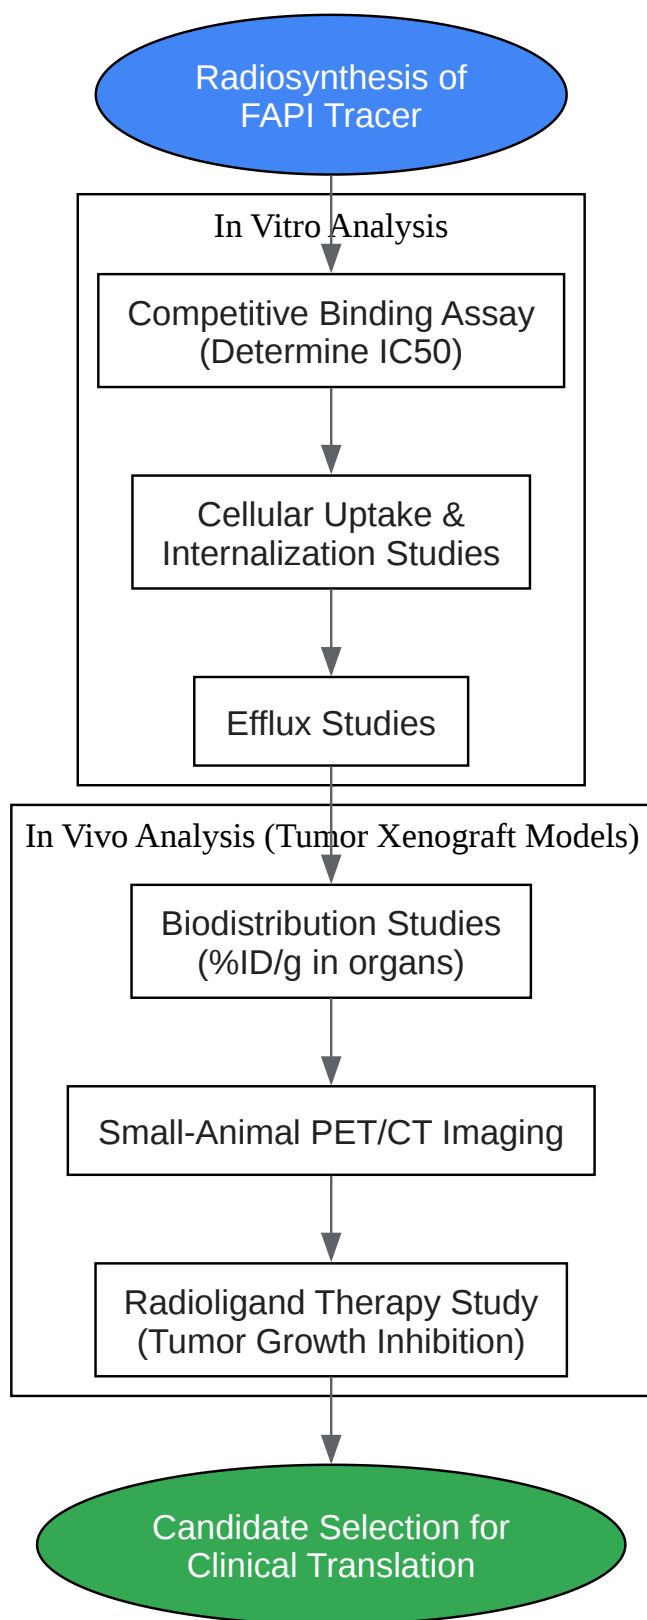 Radiosynthesis of
FAPI Tracer
In Vitro Analysis
Competitive Binding Assay
(Determine IC50)
Cellular Uptake &
Internalization Studies
Efflux Studies
In Vivo Analysis (Tumor Xenograft Models)
Biodistribution Studies
(%ID/g in organs)
Small-Animal PET/CT Imaging
Radioligand Therapy Study
(Tumor Growth Inhibition)
Candidate Selection for
Clinical Translation